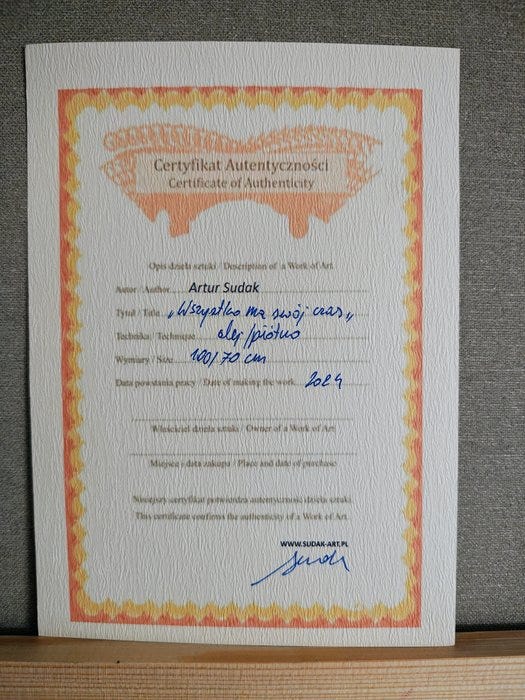 Certyfikat Autentyczności
Certificate of Authenticity
Opis dzieła sztuki / Description of a Work of Art
Autor / Author Artur Sudak
Tytuł / Title „Wszystko ma swój czas„
Technika / Technique olej/płótno
Wymiary / Size 100/70 cm
Data powstania pracy / Date of making the work 2024
Właściciel dzieła sztuki / Owner of a Work of Art
Miejsce i data zakupu / Place and date of purchase
Niniejszy certyfikat potwierdza autentyczność dzieła sztuki.
This certificate confirms the authenticity of a Work of Art.
WWW.SUDAK-ART.PL
Sudak